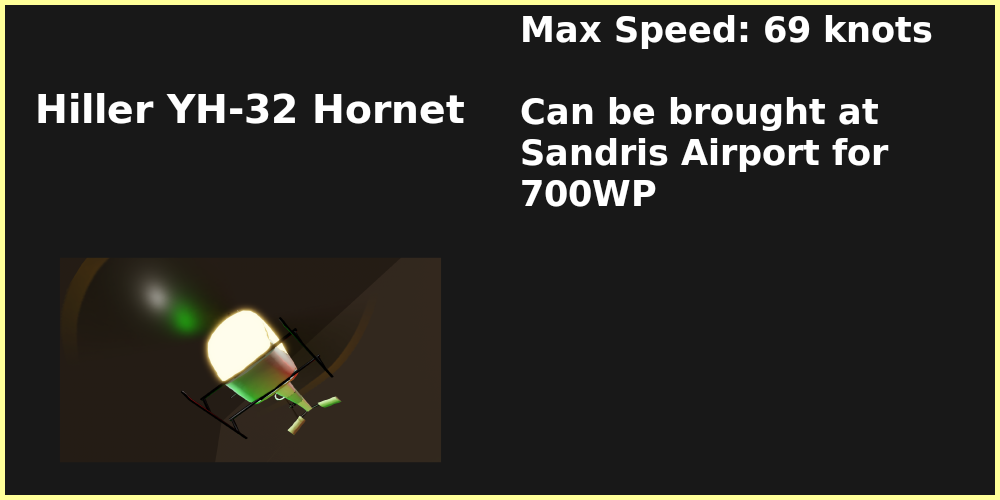 Hiller YH-32 Hornet
Max Speed: 69 knots
Can be brought at
Sandris Airport for
700WP